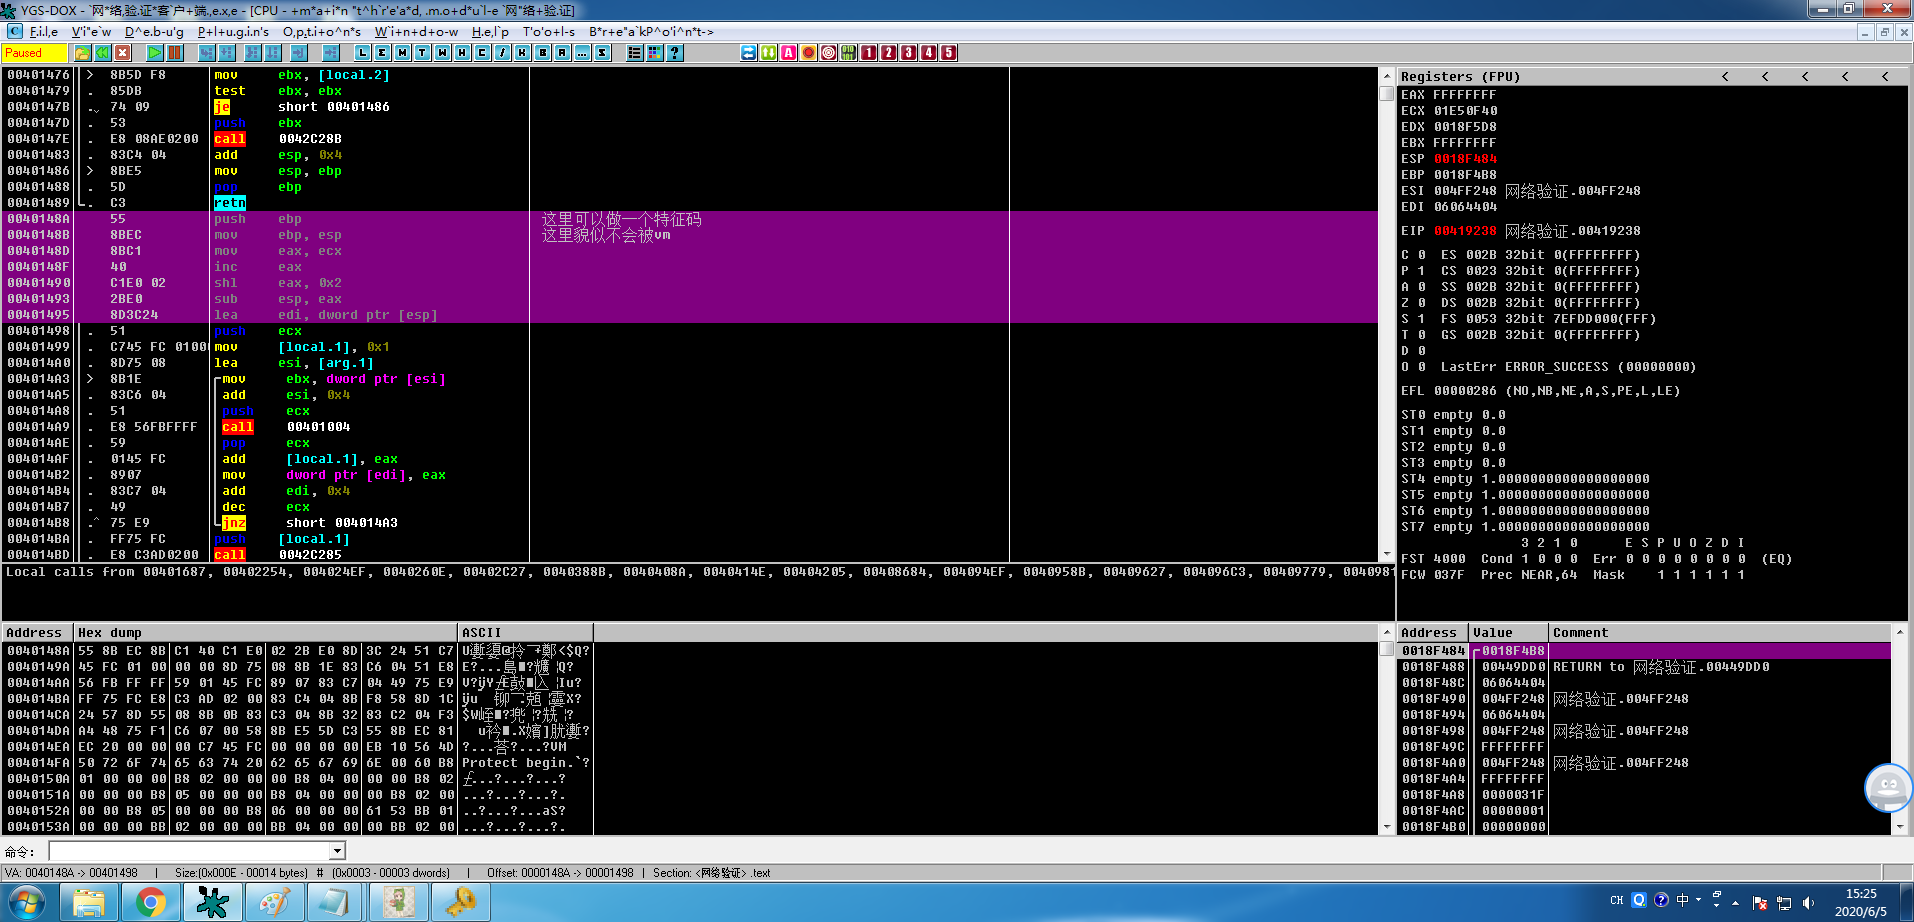 YGS-DOX - `网*络,验.证*客`户+端.,e.x,e - [CPU - +m*a+i*n "t^h`r'e'a*d, .m.o+d*u`l-e `网"络+验.证]
F.i.l,e V'i"e`w D^e.b-u'g P+l+u.g.i.n's O,p,t.i+o^n*s W`i+n+d+o-w H.e,l`p T'o'o+l-s B*r+e"a`kP^o'i^n*t->
Paused L E M T W H C / K B R ... S ? A 1 2 3 4 5
00401476 > 8B5D F8 mov ebx, [local.2]
00401479 . 85DB test ebx, ebx
0040147B . 74 09 je short 00401486
0040147D . 53 push ebx
0040147E . E8 08AE0200 call 0042C28B
00401483 . 83C4 04 add esp, 0x4
00401486 > 8BE5 mov esp, ebp
00401488 . 5D pop ebp
00401489 . C3 retn
0040148A 55 push ebp 这里可以做一个特征码
0040148B 8BEC mov ebp, esp 这里貌似不会被vm
0040148D 8BC1 mov eax, ecx
0040148F 40 inc eax
00401490 C1E0 02 shl eax, 0x2
00401493 2BE0 sub esp, eax
00401495 8D3C24 lea edi, dword ptr [esp]
00401498 . 51 push ecx
00401499 . C745 FC 0100 mov [local.1], 0x1
004014A0 . 8D75 08 lea esi, [arg.1]
004014A3 > 8B1E mov ebx, dword ptr [esi]
004014A5 . 83C6 04 add esi, 0x4
004014A8 . 51 push ecx
004014A9 . E8 56FBFFFF call 00401004
004014AE . 59 pop ecx
004014AF . 0145 FC add [local.1], eax
004014B2 . 8907 mov dword ptr [edi], eax
004014B4 . 83C7 04 add edi, 0x4
004014B7 . 49 dec ecx
004014B8 .^ 75 E9 jnz short 004014A3
004014BA . FF75 FC push [local.1]
004014BD . E8 C3AD0200 call 0042C285
Local calls from 00401687, 00402254, 004024EF, 0040260E, 00402C27, 0040388B, 0040408A, 0040414E, 00404205, 00408684, 004094EF, 0040958B, 00409627, 004096C3, 00409779, 0040981
Registers (FPU) < < < < <
EAX FFFFFFFF
ECX 01E50F40
EDX 0018F5D8
EBX FFFFFFFF
ESP 0018F484
EBP 0018F4B8
ESI 004FF248 网络验证.004FF248
EDI 06064404
EIP 00419238 网络验证.00419238
C 0 ES 002B 32bit 0(FFFFFFFF)
P 1 CS 0023 32bit 0(FFFFFFFF)
A 0 SS 002B 32bit 0(FFFFFFFF)
Z 0 DS 002B 32bit 0(FFFFFFFF)
S 1 FS 0053 32bit 7EFDD000(FFF)
T 0 GS 002B 32bit 0(FFFFFFFF)
D 0
O 0 LastErr ERROR_SUCCESS (00000000)
EFL 00000286 (NO,NB,NE,A,S,PE,L,LE)
ST0 empty 0.0
ST1 empty 0.0
ST2 empty 0.0
ST3 empty 0.0
ST4 empty 1.0000000000000000000
ST5 empty 1.0000000000000000000
ST6 empty 1.0000000000000000000
ST7 empty 1.0000000000000000000
3 2 1 0 E S P U O Z D I
FST 4000 Cond 1 0 0 0 Err 0 0 0 0 0 0 0 0 (EQ)
FCW 037F Prec NEAR,64 Mask 1 1 1 1 1 1
Address Hex dump ASCII
0040148A 55 8B EC 8B C1 40 C1 E0 02 2B E0 8D 3C 24 51 C7
0040149A 45 FC 01 00 00 00 8D 75 08 8B 1E 83 C6 04 51 E8
004014AA 56 FB FF FF 59 01 45 FC 89 07 83 C7 04 49 75 E9
004014BA FF 75 FC E8 C3 AD 02 00 83 C4 04 8B F8 58 8D 1C
004014CA 24 57 8D 55 08 8B 0B 83 C3 04 8B 32 83 C2 04 F3
004014DA A4 48 75 F1 C6 07 00 58 8B E5 5D C3 55 8B EC 81
004014EA EC 20 00 00 00 C7 45 FC 00 00 00 00 EB 10 56 4D ?...荅?...?VM
004014FA 50 72 6F 74 65 63 74 20 62 65 67 69 6E 00 60 B8 Protect begin.`?
0040150A 01 00 00 00 B8 02 00 00 00 B8 04 00 00 00 B8 02
0040151A 00 00 00 B8 05 00 00 00 B8 04 00 00 00 B8 02 00 ...?...?...?.
0040152A 00 00 B8 05 00 00 00 B8 06 00 00 00 61 53 BB 01 ..?...?...aS?
0040153A 00 00 00 BB 02 00 00 00 BB 04 00 00 00 BB 02 00 ...?...?...?.
Address Value Comment
0018F484 0018F4B8
0018F488 00449DD0 RETURN to 网络验证.00449DD0
0018F48C 06064404
0018F490 004FF248 网络验证.004FF248
0018F494 06064404
0018F498 004FF248 网络验证.004FF248
0018F49C FFFFFFFF
0018F4A0 004FF248 网络验证.004FF248
0018F4A4 FFFFFFFF
0018F4A8 0000031F
0018F4AC 00000001
0018F4B0 00000000
命令:
VA: 0040148A -> 00401498 | Size:(0x000E - 00014 bytes) # (0x0003 - 00003 dwords) | Offset: 0000148A -> 00001498 | Section: <网络验证> .text
CH 中 15:25
2020/6/5